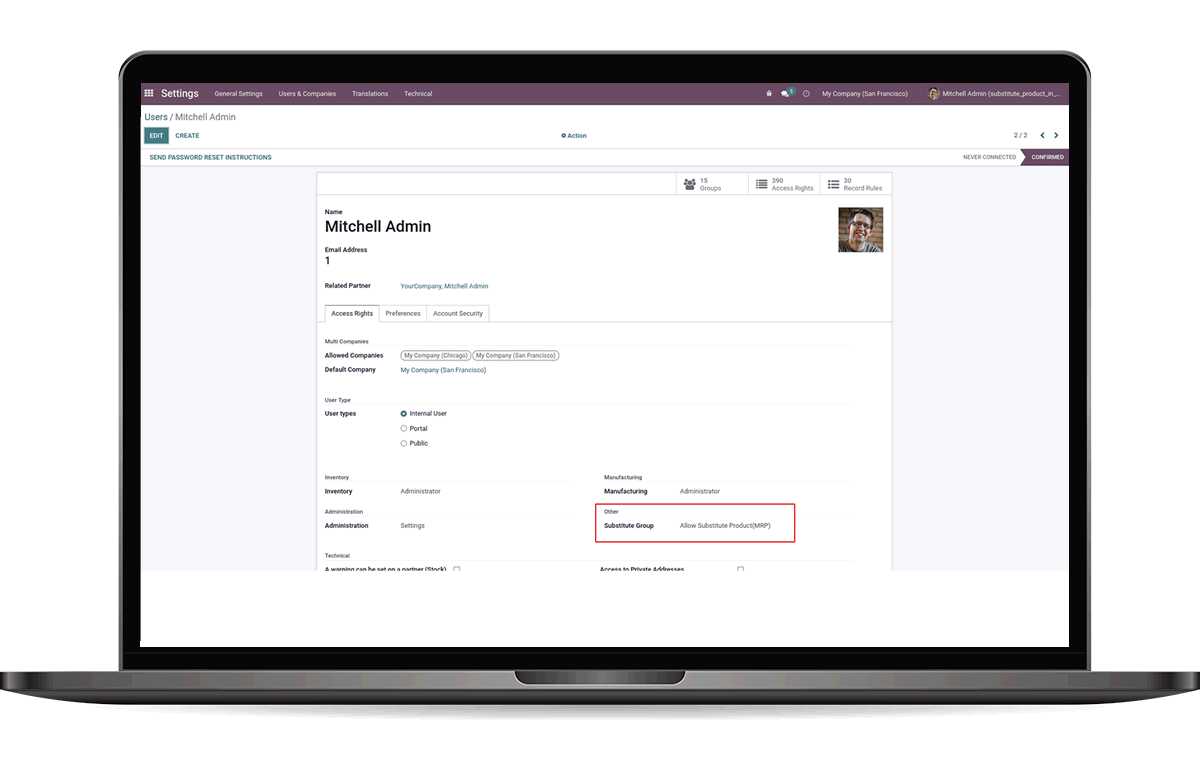 Settings General Settings Users & Companies Translations Technical 6 My Company (San Francisco) Mitchell Admin (substitute_product_in_...
Users / Mitchell Admin
EDIT CREATE Action 2 / 2
SEND PASSWORD RESET INSTRUCTIONS NEVER CONNECTED CONFIRMED
15 Groups 390 Access Rights 30 Record Rules
Name
Mitchell Admin
Email Address
1
Related Partner YourCompany, Mitchell Admin
Access Rights Preferences Account Security
Multi Companies
Allowed Companies My Company (Chicago) My Company (San Francisco)
Default Company My Company (San Francisco)
User Type
User types Internal User
Portal
Public
Inventory Manufacturing
Inventory Administrator Manufacturing Administrator
Administration Other
Administration Settings Substitute Group Allow Substitute Product(MRP)
Technical
A warning can be set on a partner (Stock) Access to Private Addresses